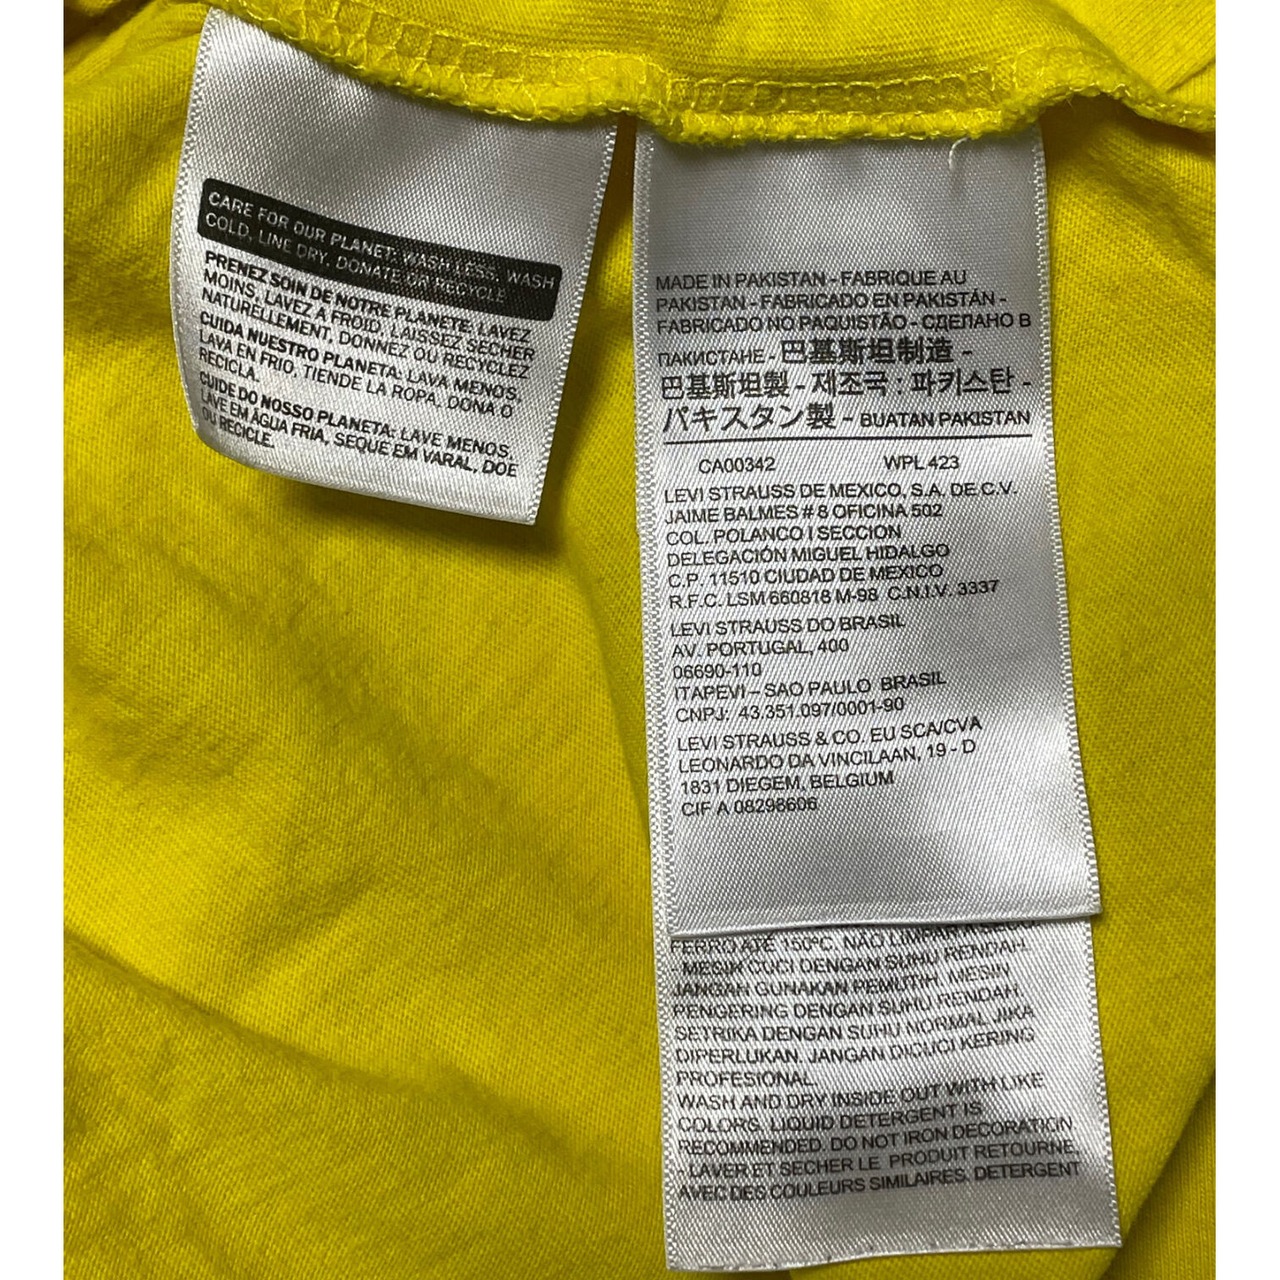 CARE FOR OUR PLANET: WASH LESS, WASH
COLD, LINE DRY, DONATE OR RECYCLE
PRENEZ SOIN DE NOTRE PLANETE: LAVEZ
MOINS, LAVEZ A FROID, LAISSEZ SECHER
NATURELLEMENT, DONNEZ OU RECYCLEZ
CUIDA NUESTRO PLANETA: LAVA MENOS,
LAVA EN FRIO, TIENDE LA ROPA, DONA O
RECICLA.
CUIDE DO NOSSO PLANETA: LAVE MENOS,
LAVE EM ÁGUA FRIA, SEQUE EM VARAL, DOE
OU RECICLE.
MADE IN PAKISTAN - FABRIQUE AU
PAKISTAN - FABRICADO EN PAKISTÁN -
FABRICADO NO PAQUISTÃO - СДЕЛАНО В
ПАКИСТАНЕ - 巴基斯坦制造 -
巴基斯坦製 - 제조국 : 파키스탄 -
パキスタン製 - BUATAN PAKISTAN
CA00342 WPL 423
LEVI STRAUSS DE MEXICO, S.A. DE C.V.
JAIME BALMES # 8 OFICINA 502
COL. POLANCO I SECCION
DELEGACIÓN MIGUEL HIDALGO
C.P. 11510 CIUDAD DE MEXICO
R.F.C. LSM 660818 M-98 C.N.I.V. 3337
LEVI STRAUSS DO BRASIL
AV. PORTUGAL, 400
06690-110
ITAPEVI – SAO PAULO BRASIL
CNPJ: 43.351.097/0001-90
LEVI STRAUSS & CO. EU SCA/CVA
LEONARDO DA VINCILAAN, 19 - D
1831 DIEGEM, BELGIUM
CIF A 08298606
FERRO ATÉ 150ºC, NÃO
- MESIN CUCI DENGAN SUHU RENDAH.
JANGAN GUNAKAN PEMUTIH. MESIN
PENGERING DENGAN SUHU RENDAH.
SETRIKA DENGAN SUHU NORMAL JIKA
DIPERLUKAN. JANGAN DICUCI KERING
PROFESIONAL.
WASH AND DRY INSIDE OUT WITH LIKE
COLORS. LIQUID DETERGENT IS
RECOMMENDED. DO NOT IRON DECORATION
- LAVER ET SECHER LE PRODUIT RETOURNE,
AVEC DES COULEURS SIMILAIRES. DETERGENT